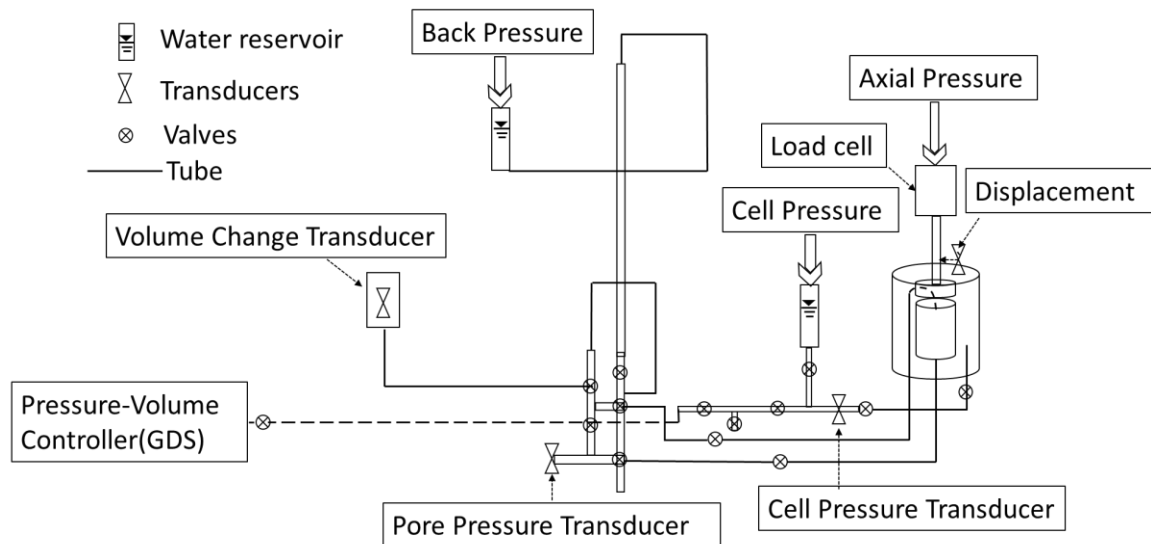 Water reservoir
Transducers
Valves
Tube
Back Pressure
Axial Pressure
Load cell
Displacement
Cell Pressure
Volume Change Transducer
Pressure-Volume
Controller(GDS)
Pore Pressure Transducer
Cell Pressure Transducer